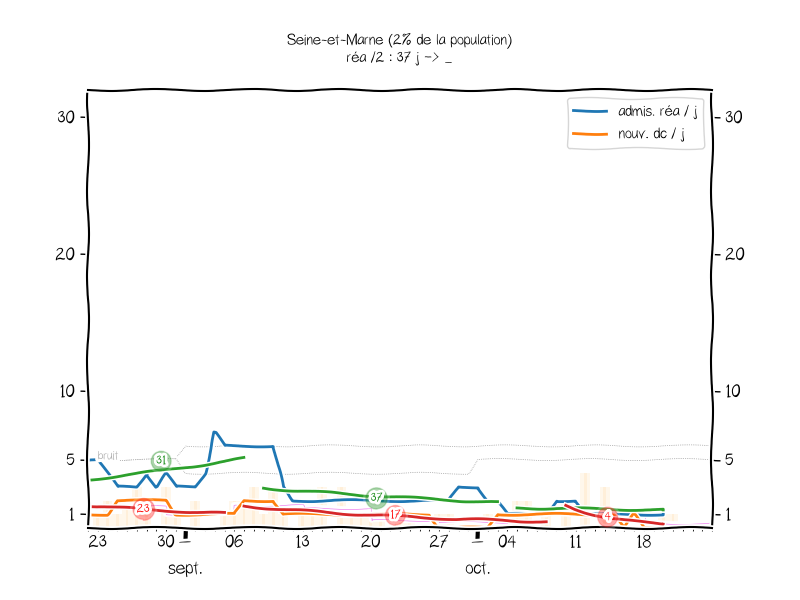 Seine-et-Marne (2% de la population)
réa /2 : 37 j -> _
admis. réa / j
nouv. dc / j
30 30
20 20
10 10
5 5
1 1
bruit
31
23
37
17
4
23 30 06 13 20 27 04 11 18
sept. oct.